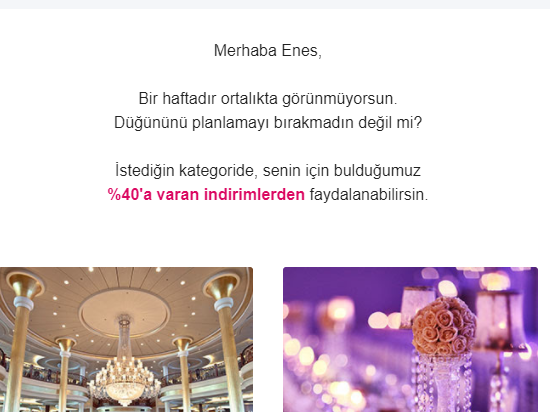 Merhaba Enes,
Bir haftadır ortalıkta görünmüyorsun.
Düğününü planlamayı bırakmadın değil mi?
İstediğin kategoride, senin için bulduğumuz
%40'a varan indirimlerden faydalanabilirsin.